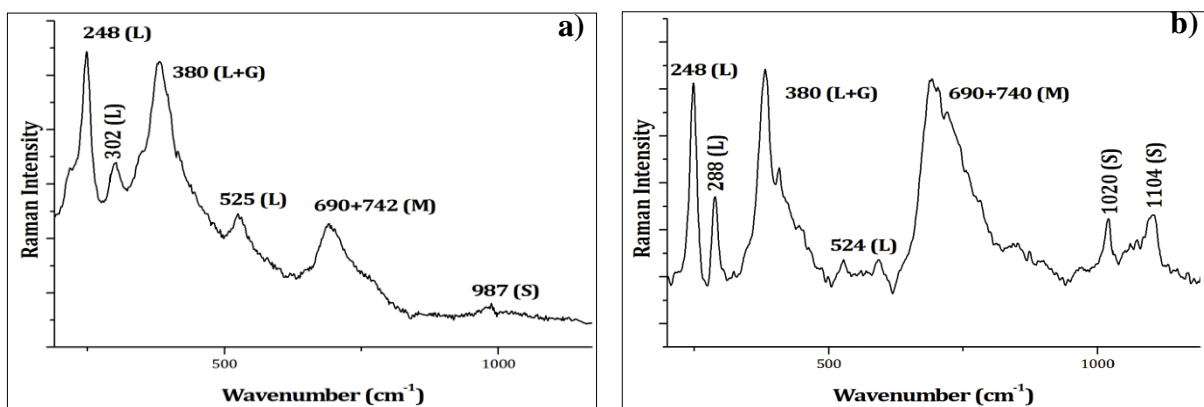 a)
248 (L)
302 (L)
380 (L+G)
525 (L)
690+742 (M)
987 (S)
Raman Intensity
500
1000
Wavenumber (cm⁻¹)
b)
248 (L)
288 (L)
380 (L+G)
524 (L)
690+740 (M)
1020 (S)
1104 (S)
Raman Intensity
500
1000
Wavenumber (cm⁻¹)